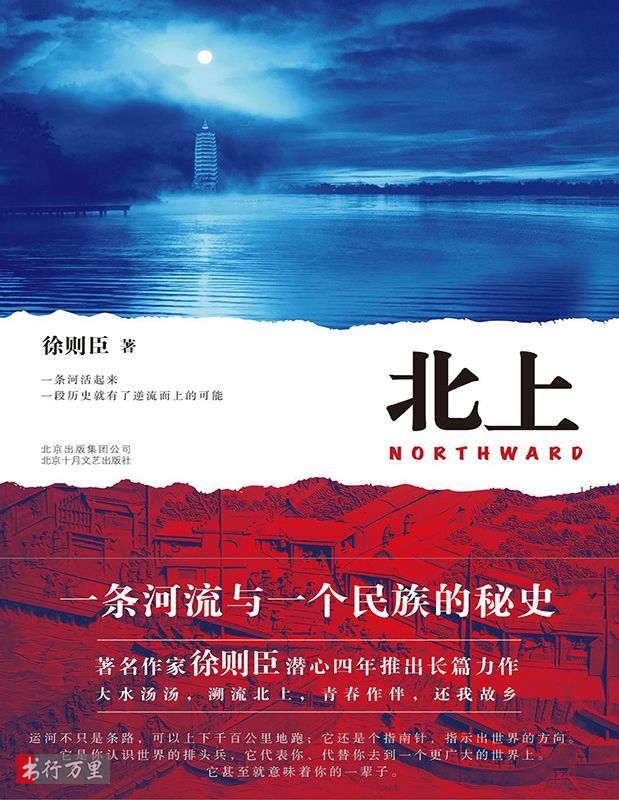 徐则臣 著
一条河活起来
一段历史就有了逆流而上的可能
北京出版集团公司
北京十月文艺出版社
北上
NORTHWARD
一条河流与一个民族的秘史
著名作家徐则臣潜心四年推出长篇力作
大水汤汤，溯流北上，青春作伴，还我故乡
运河不只是条路，可以上下千百公里地跑；它还是个指南针，指示出世界的方向。
它是你认识世界的排头兵，它代表你、代替你去到一个更广大的世界上。
它甚至就意味着你的一辈子。
书行万里